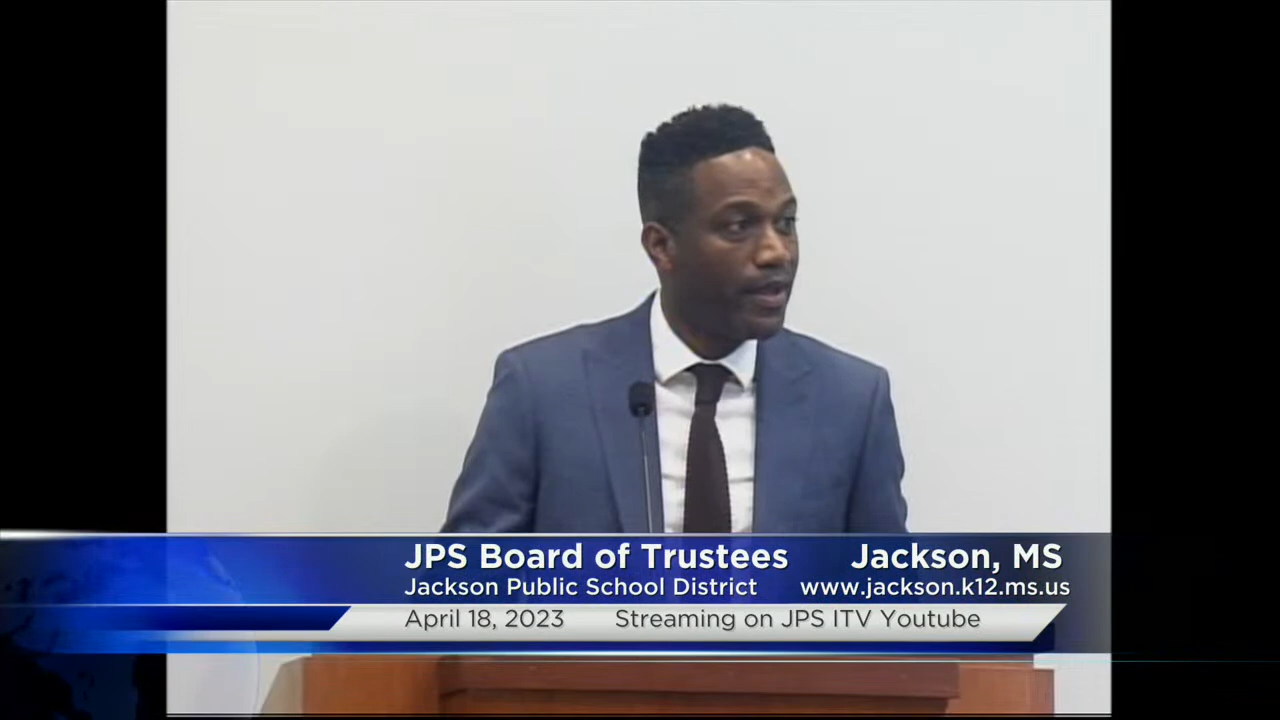 JPS Board of Trustees Jackson, MS
Jackson Public School District www.jackson.k12.ms.us
April 18, 2023 Streaming on JPS ITV Youtube